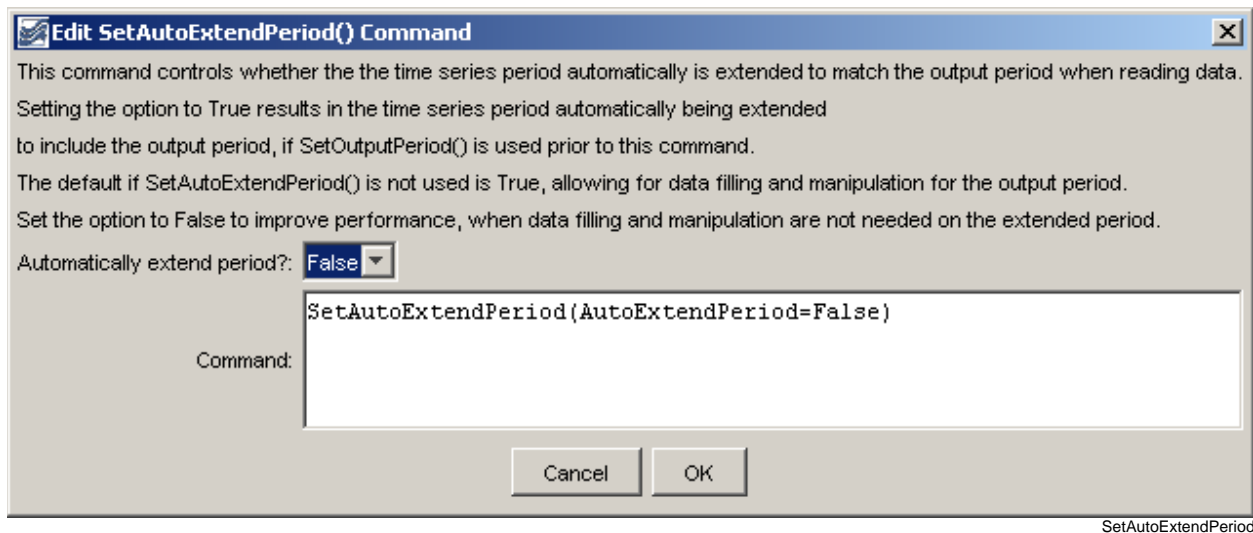 Edit SetAutoExtendPeriod() Command
This command controls whether the the time series period automatically is extended to match the output period when reading data.
Setting the option to True results in the time series period automatically being extended
to include the output period, if SetOutputPeriod() is used prior to this command.
The default if SetAutoExtendPeriod() is not used is True, allowing for data filling and manipulation for the output period.
Set the option to False to improve performance, when data filling and manipulation are not needed on the extended period.
Automatically extend period?: False
SetAutoExtendPeriod(AutoExtendPeriod=False)
Command:
Cancel OK
SetAutoExtendPeriod